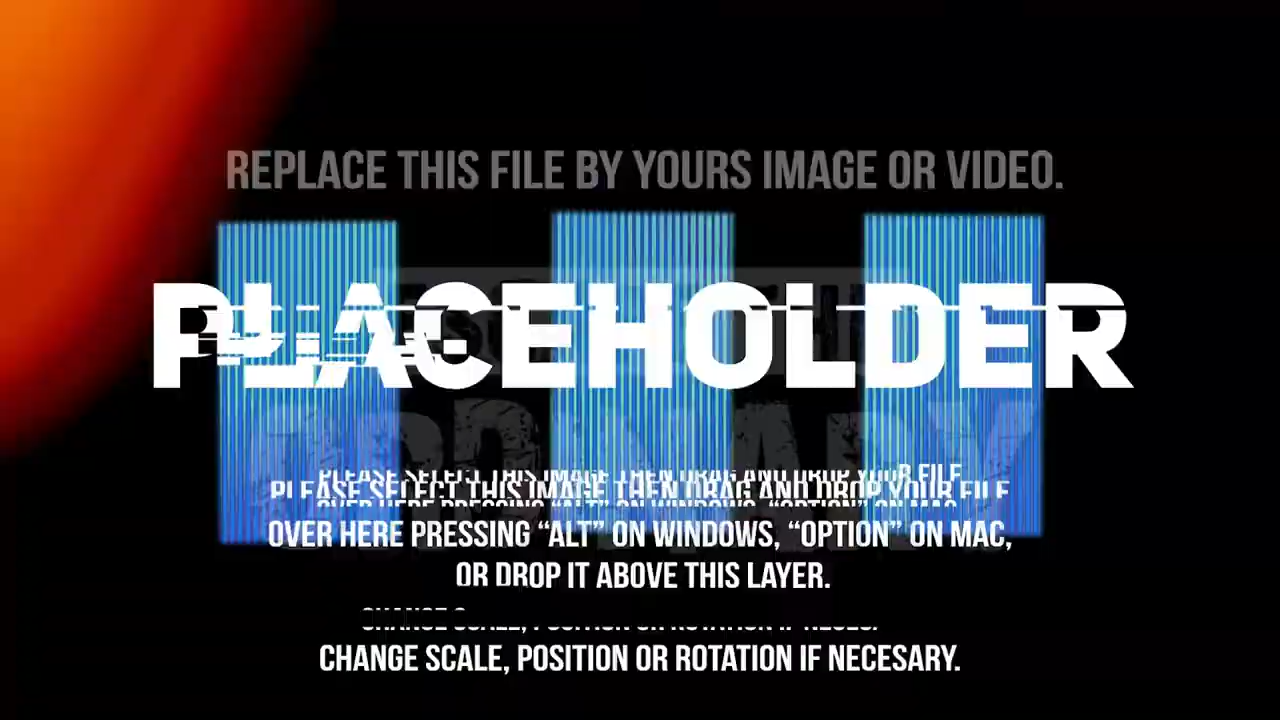 REPLACE THIS FILE BY YOURS IMAGE OR VIDEO.
PLACEHOLDER
PLEASE SELECT THIS IMAGE THEN DRAG AND DROP YOUR FILE
OVER HERE PRESSING “ALT” ON WINDOWS, “OPTION” ON MAC,
OR DROP IT ABOVE THIS LAYER.
CHANGE SCALE, POSITION OR ROTATION IF NECESARY.